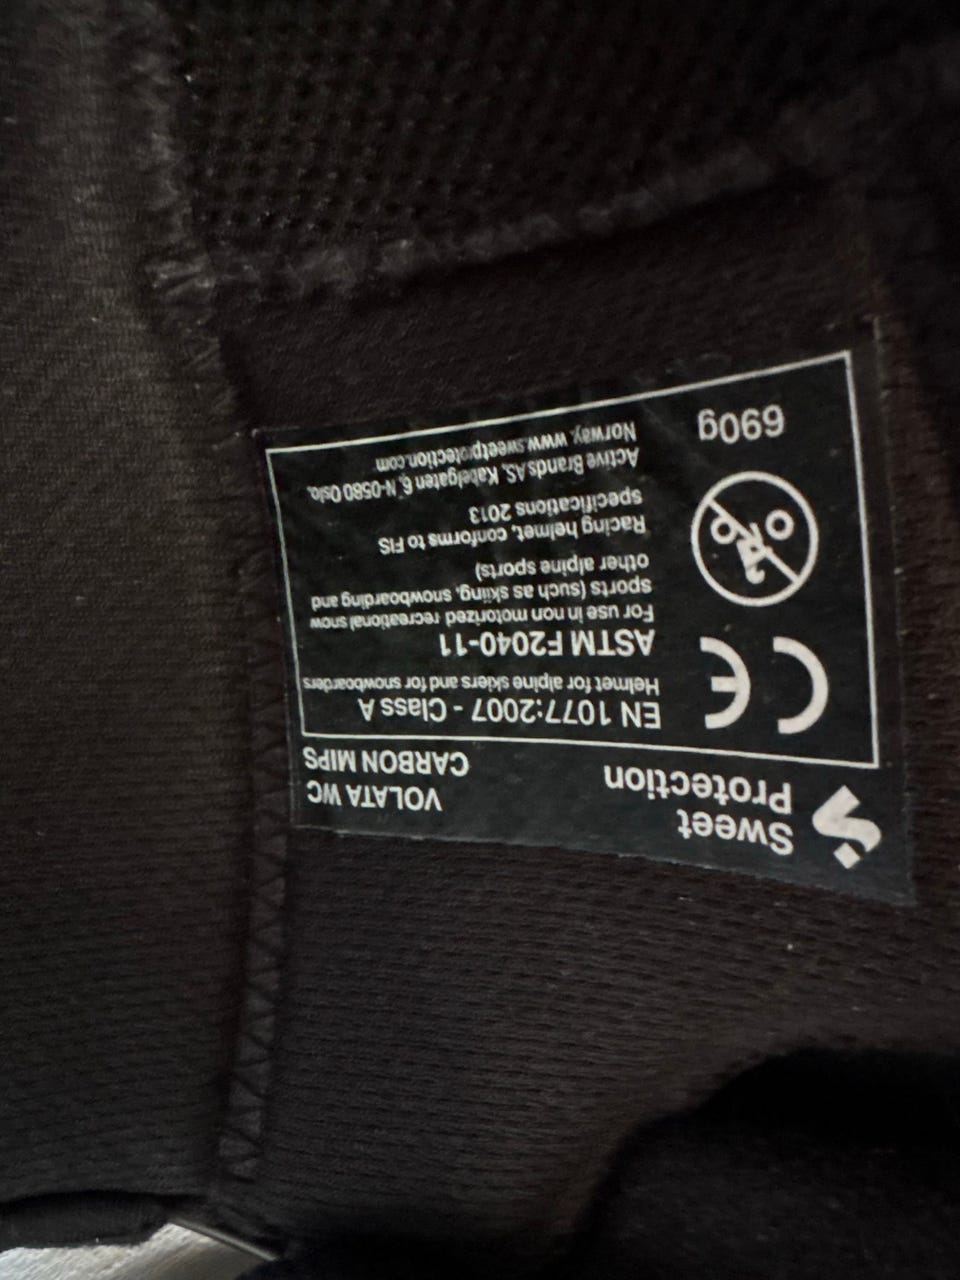 Sweet
Protection
VOLATA WC
CARBON MIPS
EN 1077:2007 - Class A
Helmet for alpine skiers and for snowboarders
ASTM F2040-11
For use in non motorized recreational snow
sports (such as skiing, snowboarding and
other alpine sports)
Racing helmet, conforms to FIS
specifications 2013
Active Brands AS, Kabelgaten 6, N-0580 Oslo,
Norway. www.sweetprotection.com
CE
690g